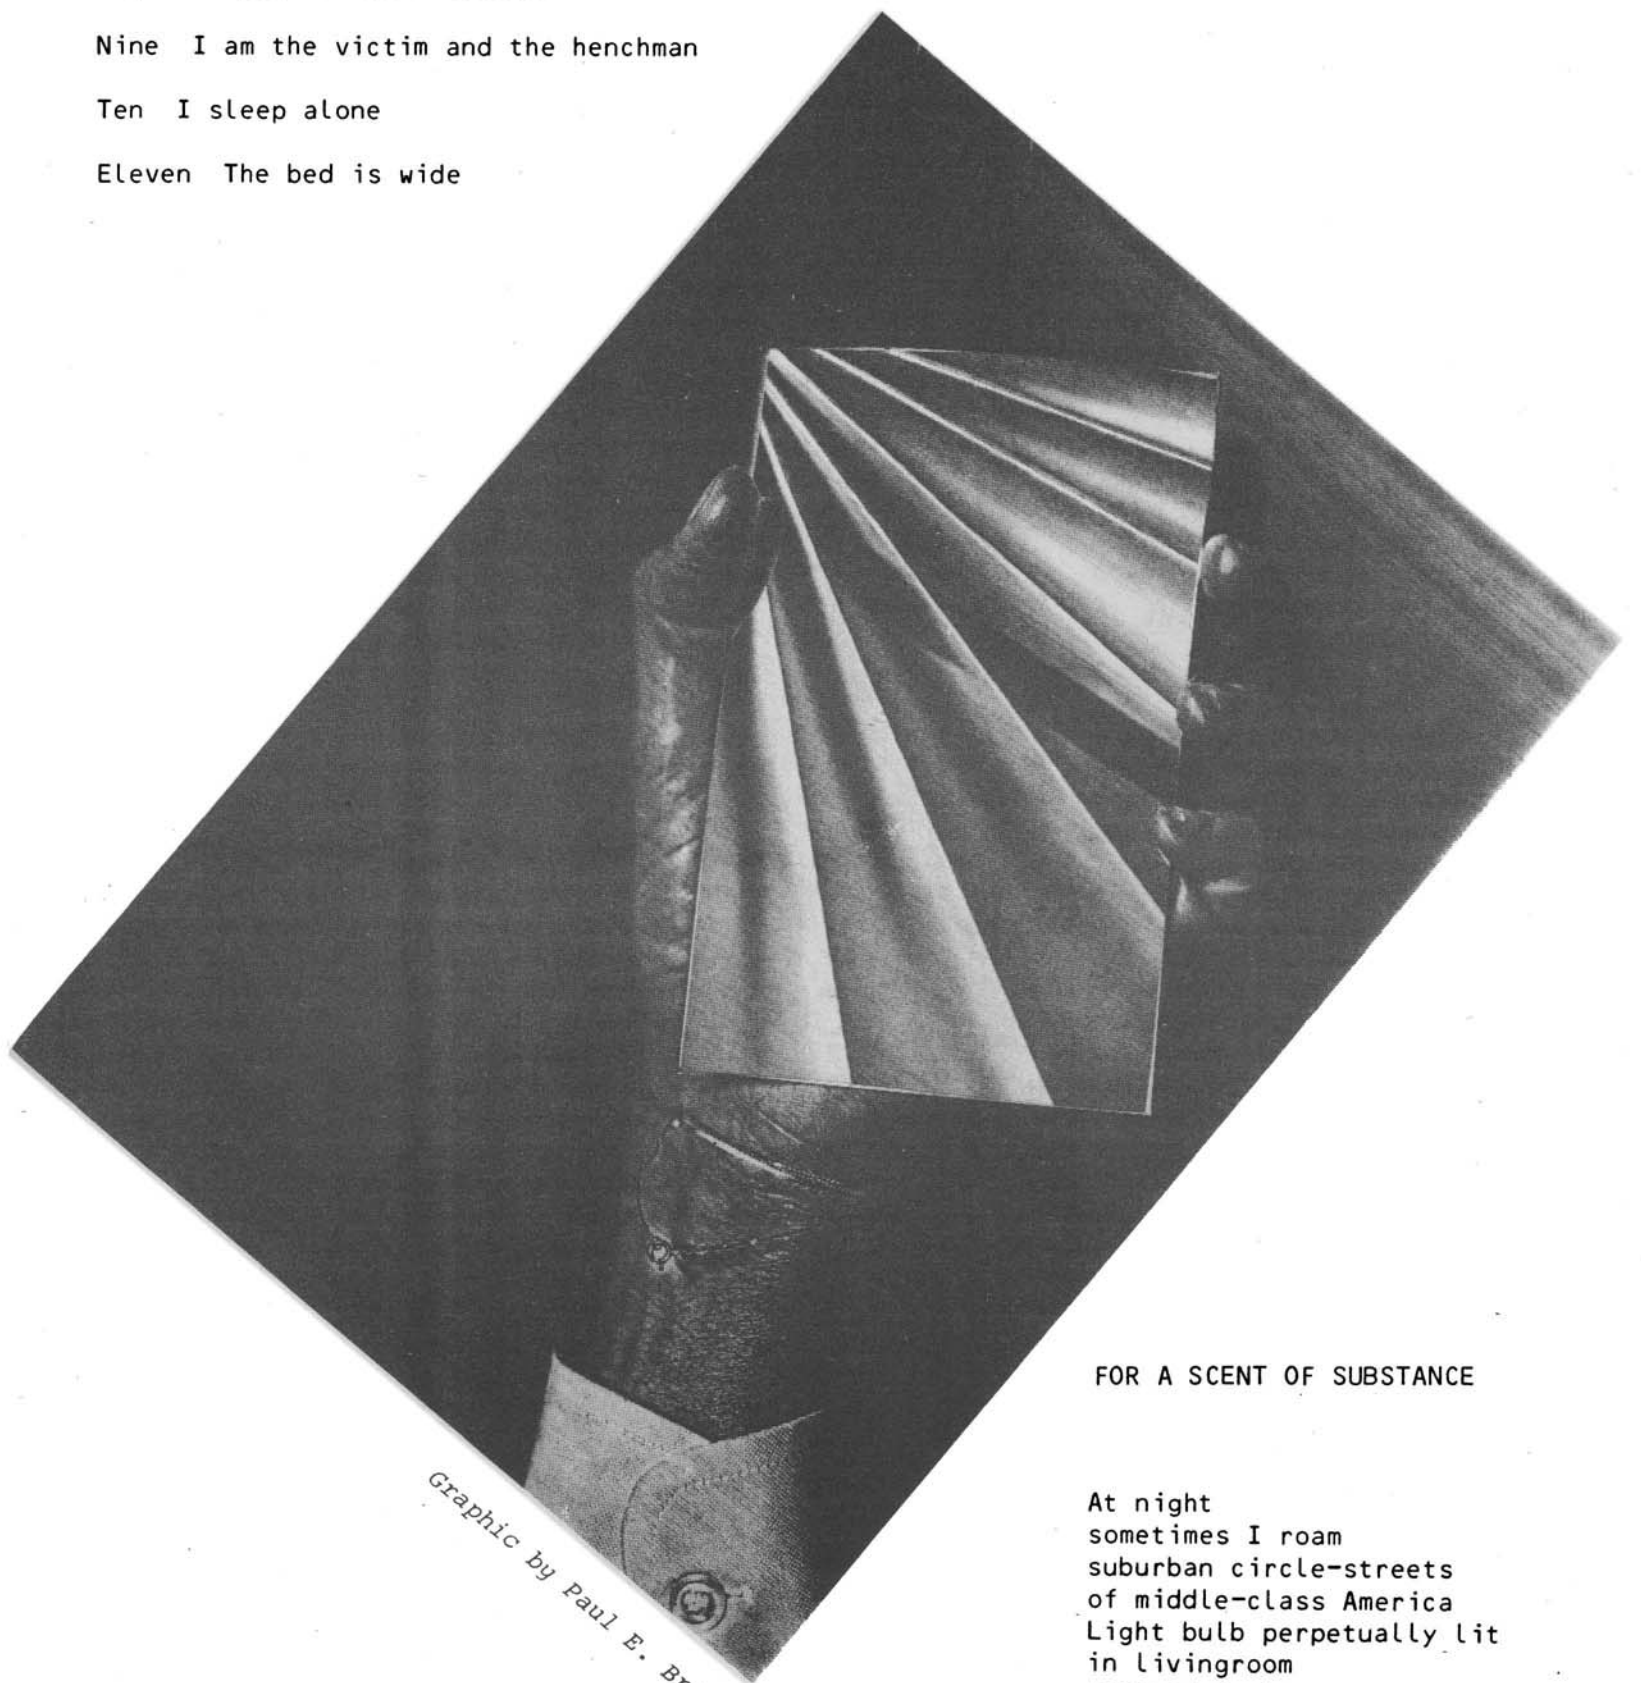 Nine I am the victim and the henchman
Ten I sleep alone
Eleven The bed is wide
FOR A SCENT OF SUBSTANCE
At night
sometimes I roam
suburban circle-streets
of middle-class America
Light bulb perpetually lit
in livingroom
Graphic by Paul E.